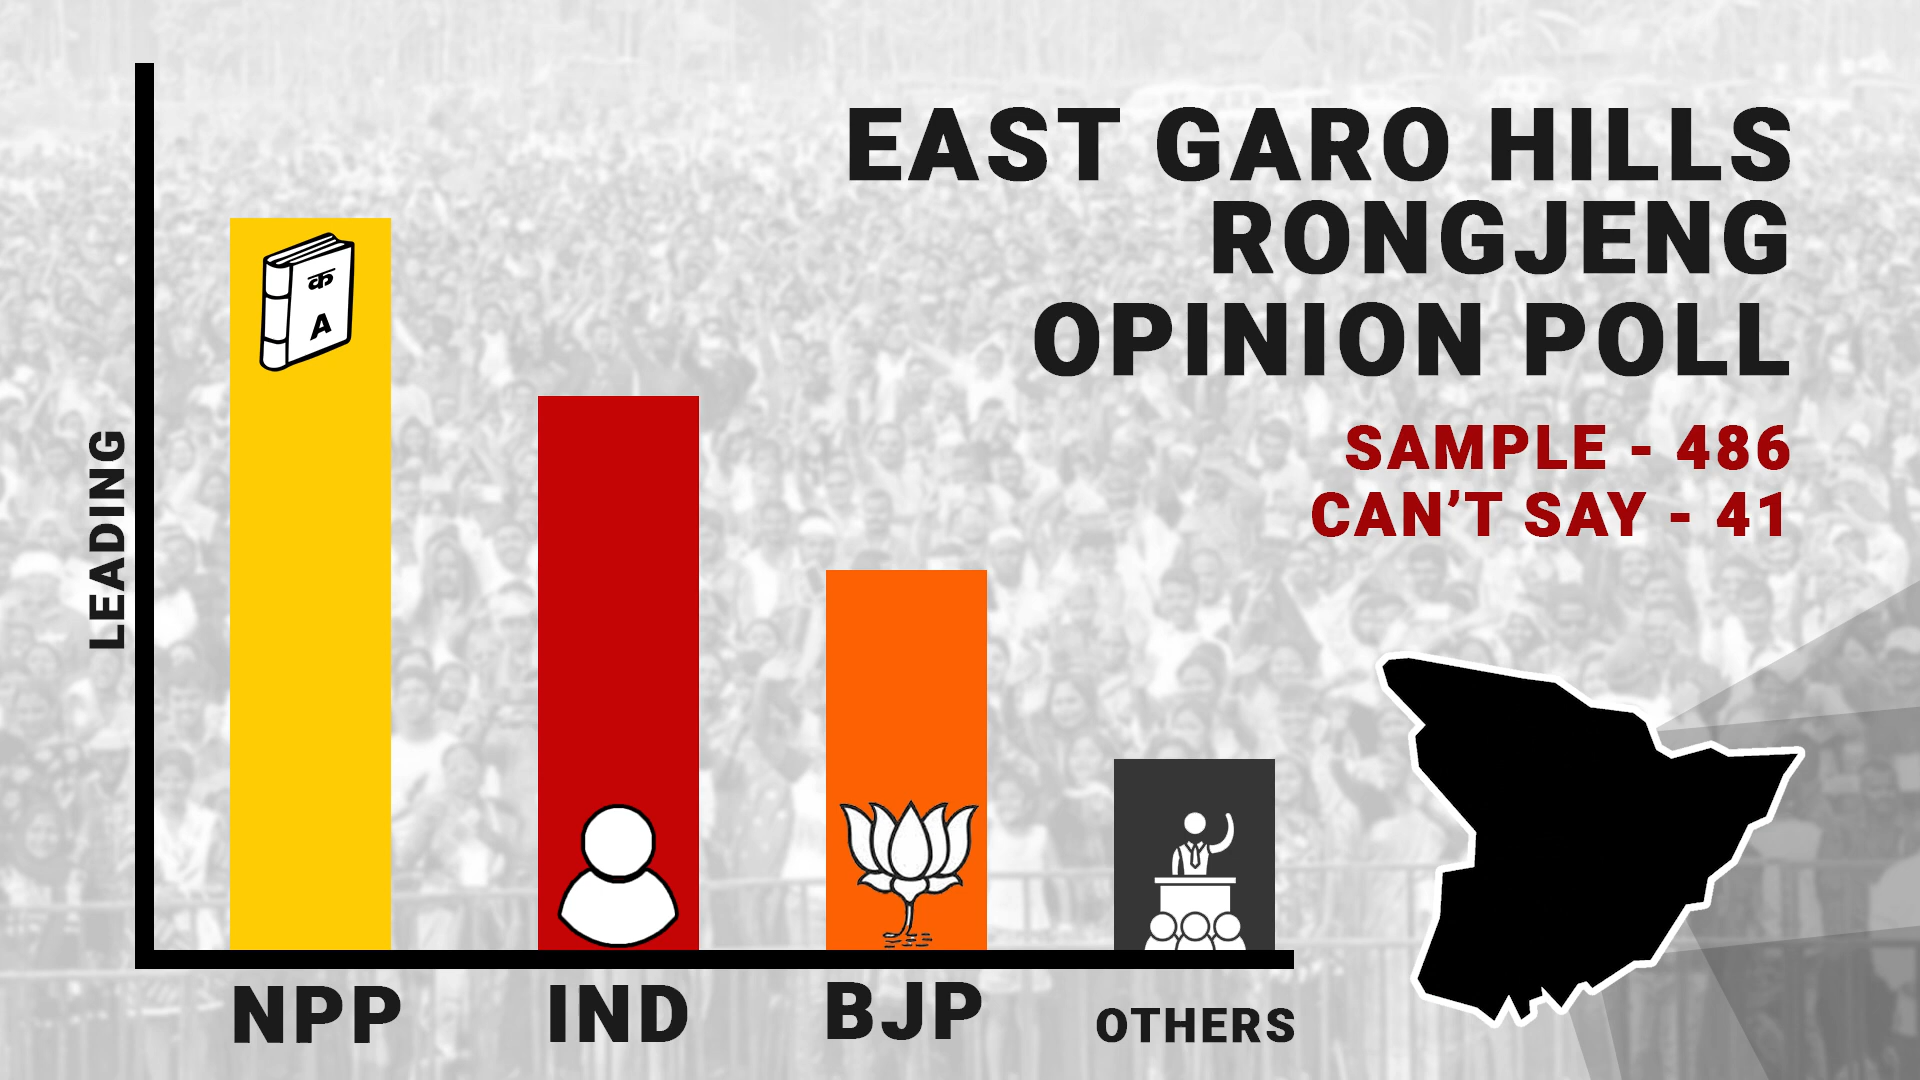 EAST GARO HILLS
RONGJENG
OPINION POLL
SAMPLE - 486
CAN’T SAY - 41
LEADING
क
A
NPP
IND
BJP
OTHERS